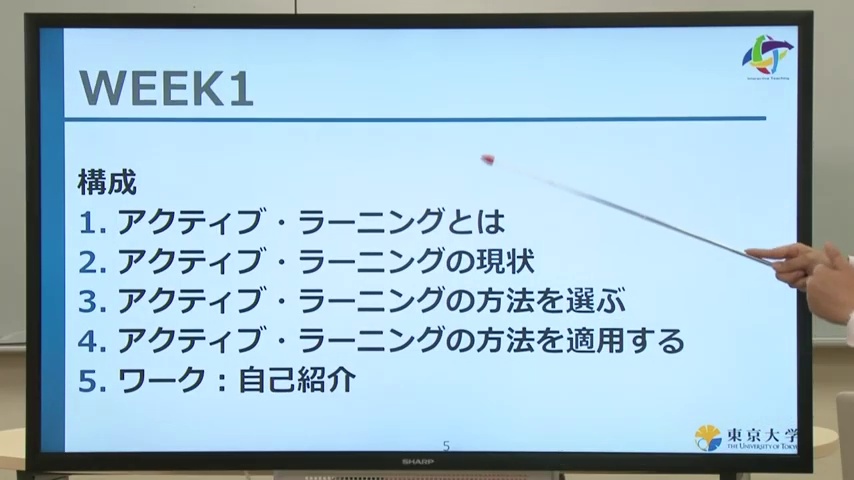 WEEK1
Interactive Teaching
構成
1. アクティブ・ラーニングとは
2. アクティブ・ラーニングの現状
3. アクティブ・ラーニングの方法を選ぶ
4. アクティブ・ラーニングの方法を適用する
5. ワーク：自己紹介
5
東京大学
THE UNIVERSITY OF TOKYO
SHARP